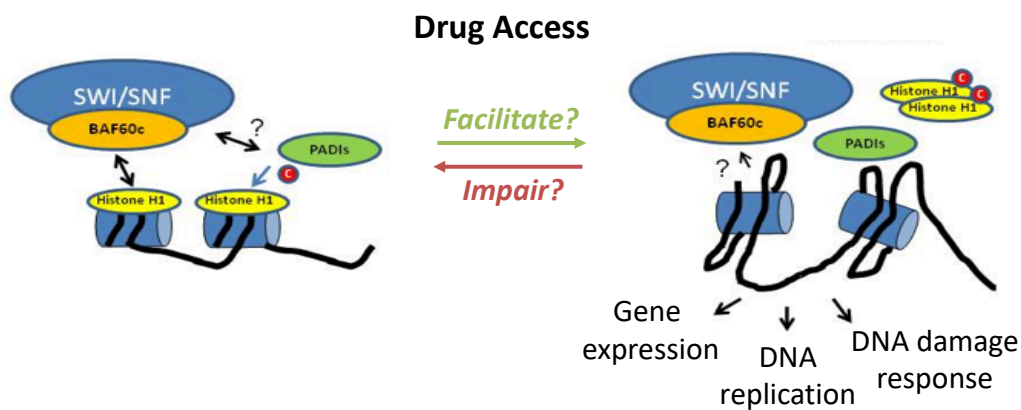 Drug Access
SWI/SNF
BAF60c
?
PADIs
C
Histone H1
Histone H1
Facilitate?
Impair?
SWI/SNF
BAF60c
C
Histone H1
C
Histone H1
PADIs
?
Gene
expression
DNA
replication
DNA damage
response